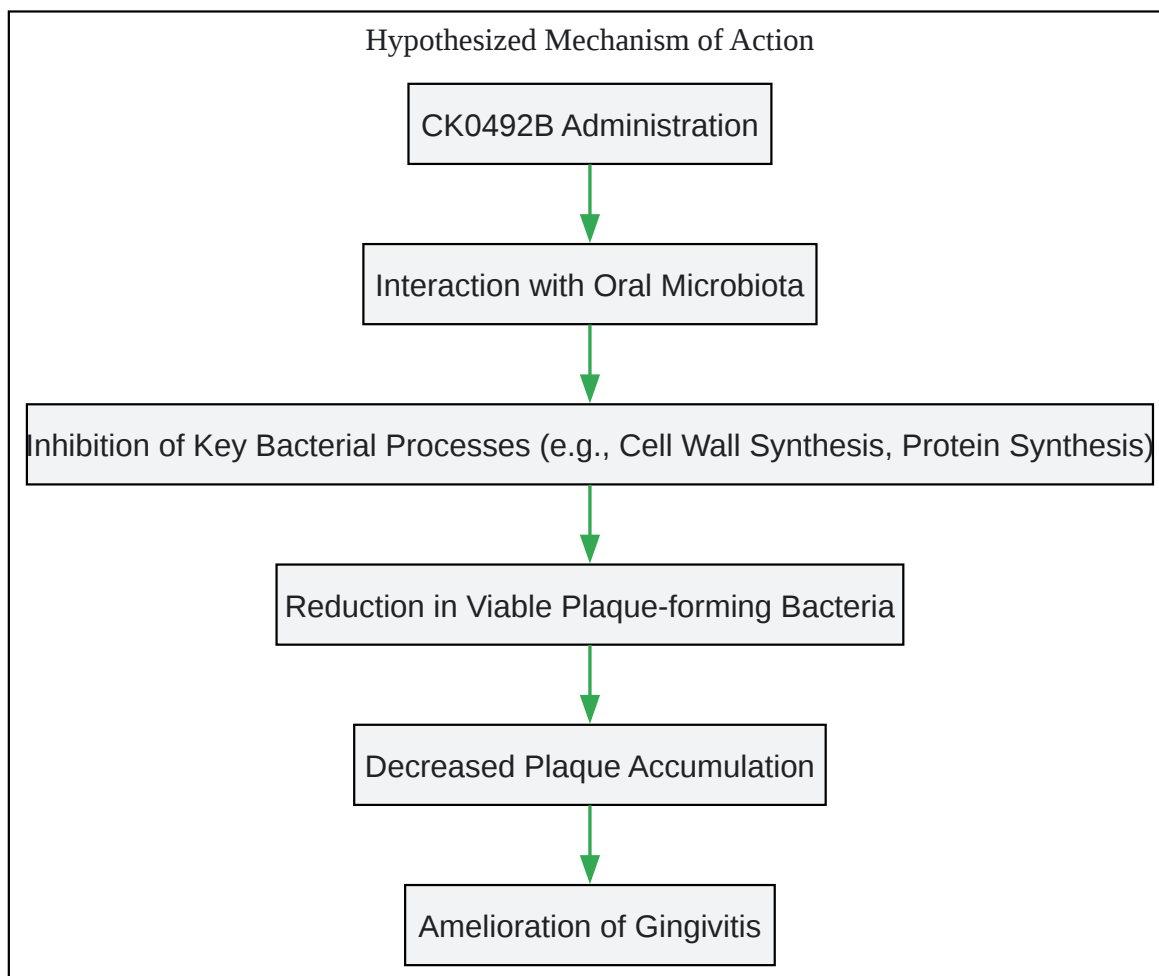 Hypothesized Mechanism of Action
CK0492B Administration
Interaction with Oral Microbiota
Inhibition of Key Bacterial Processes (e.g., Cell Wall Synthesis, Protein Synthesis)
Reduction in Viable Plaque-forming Bacteria
Decreased Plaque Accumulation
Amelioration of Gingivitis